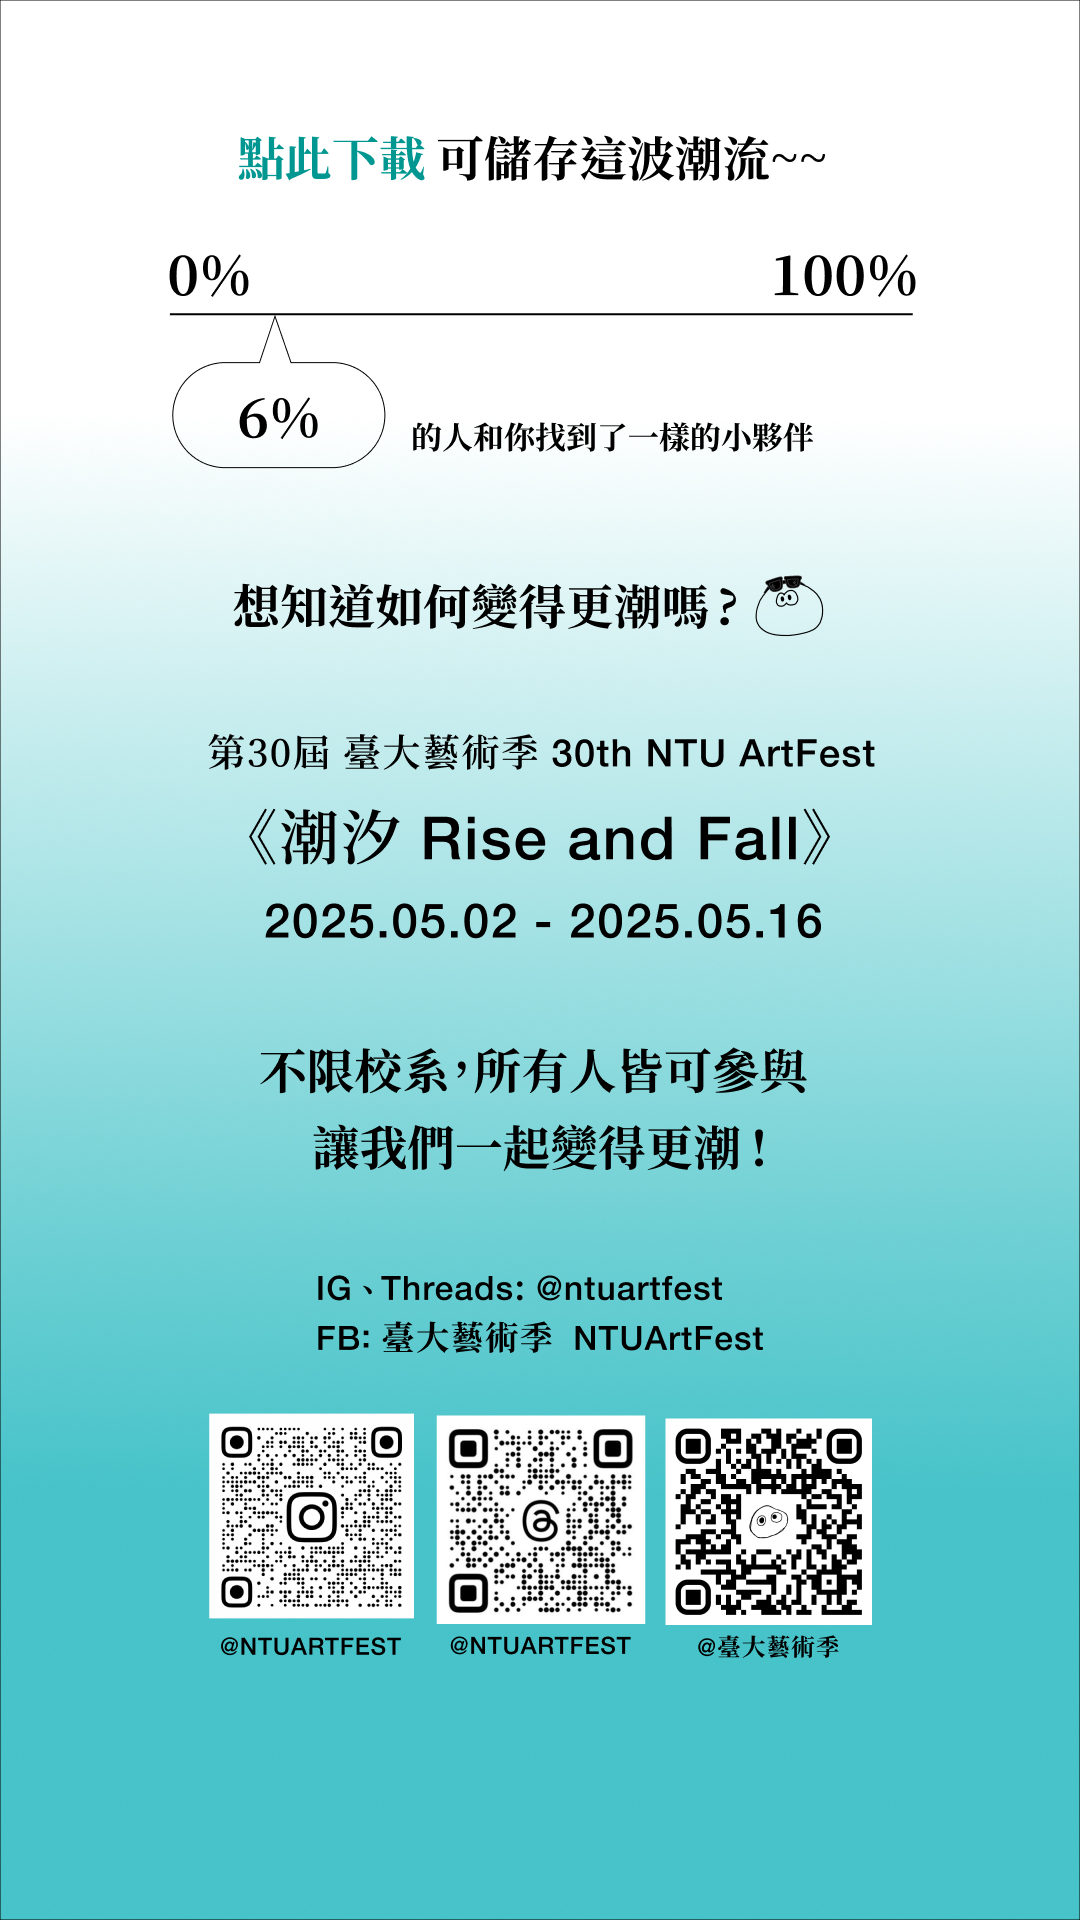 點此下載 可儲存這波潮流~~
0% 100%
6% 的人和你找到了一樣的小夥伴
想知道如何變得更潮嗎？
第30屆 臺大藝術季 30th NTU ArtFest
《潮汐 Rise and Fall》
2025.05.02 - 2025.05.16
不限校系，所有人皆可參與
讓我們一起變得更潮！
IG、Threads: @ntuartfest
FB: 臺大藝術季 NTUArtFest
@NTUARTFEST @NTUARTFEST @臺大藝術季